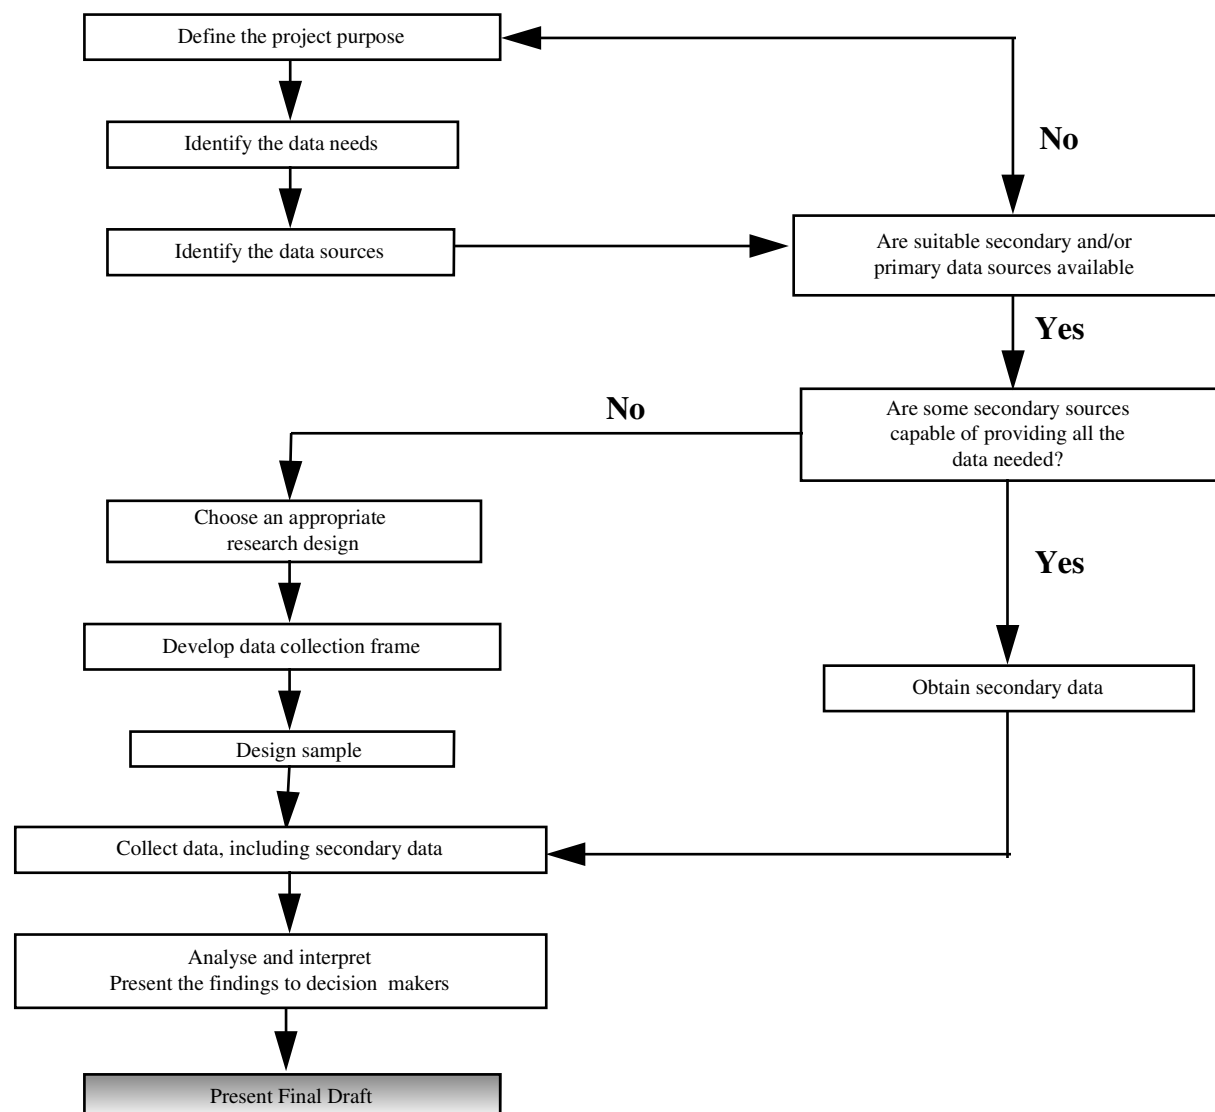 Define the project purpose
Identify the data needs
No
Identify the data sources
Are suitable secondary and/or
primary data sources available
Yes
Are some secondary sources
capable of providing all the
data needed?
No
Choose an appropriate
research design
Yes
Develop data collection frame
Obtain secondary data
Design sample
Collect data, including secondary data
Analyse and interpret
Present the findings to decision makers
Present Final Draft